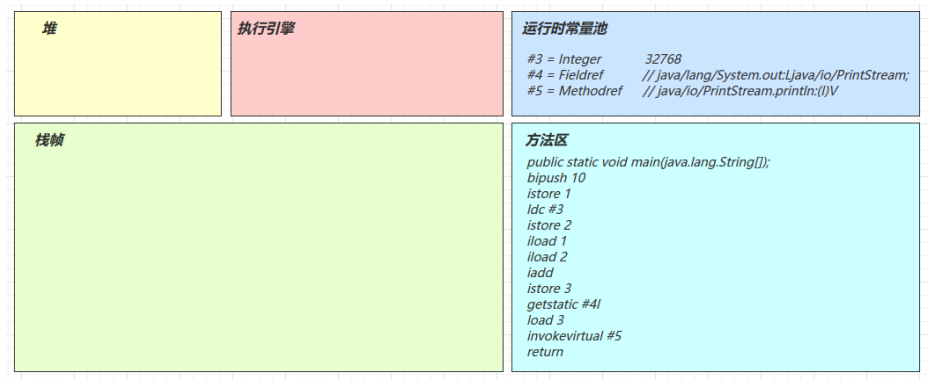 堆
执行引擎
运行时常量池
#3 = Integer 32768
#4 = Fieldref // java/lang/System.out:Ljava/io/PrintStream;
#5 = Methodref // java/io/PrintStream.println:(I)V
栈帧
方法区
public static void main(java.lang.String[]);
bipush 10
istore 1
ldc #3
istore 2
iload 1
iload 2
iadd
istore 3
getstatic #4I
load 3
invokevirtual #5
return